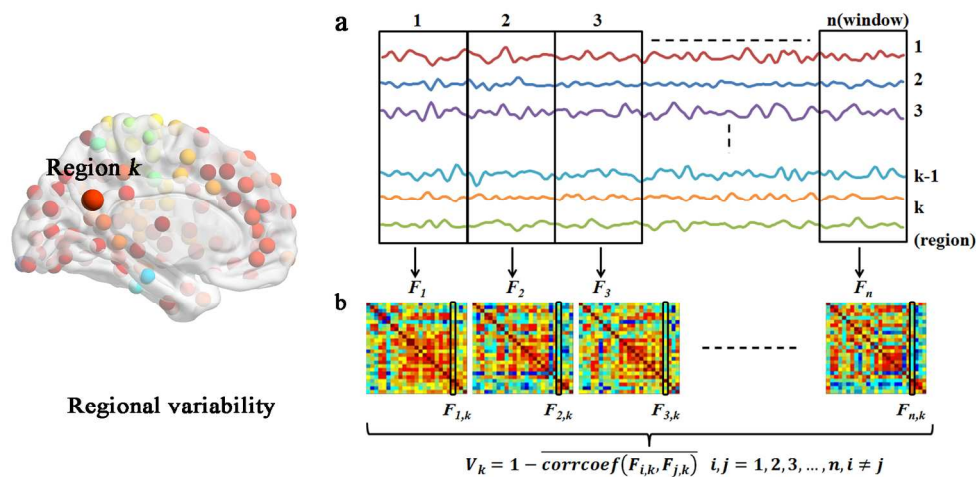 Region k
Regional variability
a
1 2 3 n(window)
1
2
3
k-1
k
(region)
F₁ F₂ F₃ Fₙ
b
F₁,ₖ F₂,ₖ F₃,ₖ Fₙ,ₖ
Vₖ = 1 − \overline{corrcoef(Fᵢ,ₖ, Fⱼ,ₖ)} i,j = 1,2,3,...,n, i ≠ j